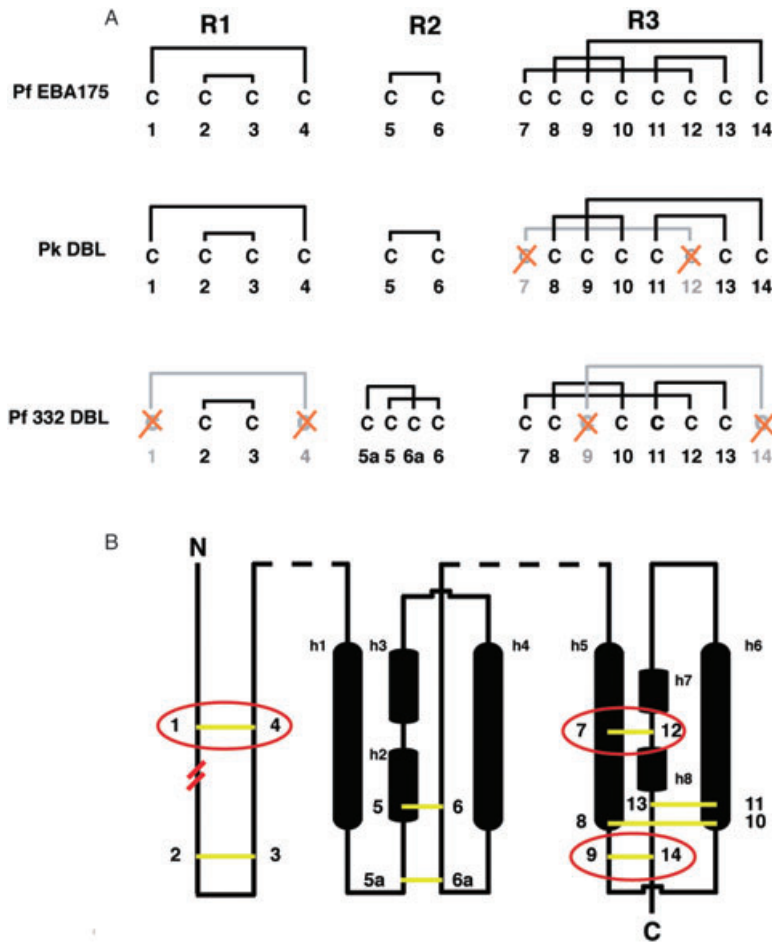 A
R1 R2 R3
Pf EBA175
C C C C C C C C C C C C C C
1 2 3 4 5 6 7 8 9 10 11 12 13 14
Pk DBL
C C C C C C C C C C C C C C
1 2 3 4 5 6 7 8 9 10 11 12 13 14
Pf 332 DBL
C C C C C C C C C C C C C C C C
1 2 3 4 5a 5 6a 6 7 8 9 10 11 12 13 14
B
N
h1 h3 h4 h5 h6
h7
1 4 7 12
h2 h8
5 6 13 11
8 10
2 3 9 14
5a 6a
C